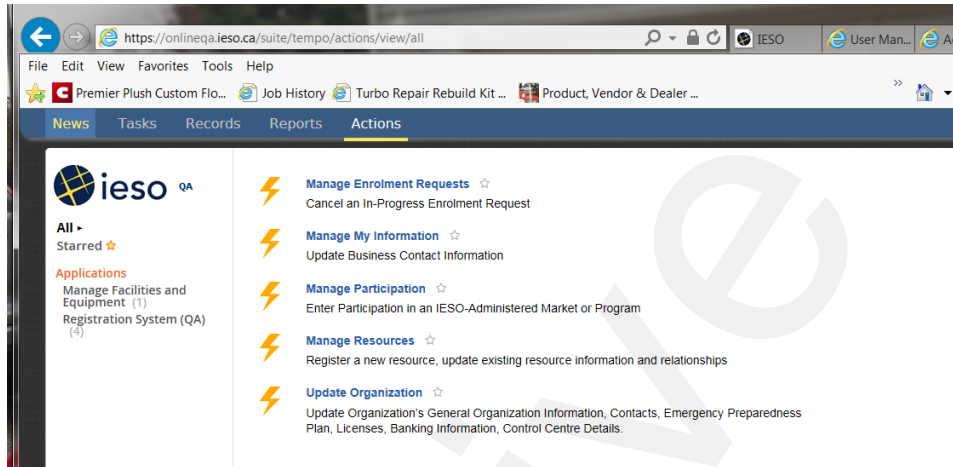 https://onlineqa.ieso.ca/suite/tempo/actions/view/all
IESO
User Man...
File Edit View Favorites Tools Help
Premier Plush Custom Flo... Job History Turbo Repair Rebuild Kit ... Product, Vendor & Dealer ...
News Tasks Records Reports Actions
ieso QA
All
Starred
Applications
Manage Facilities and
Equipment (1)
Registration System (QA)
(4)
Manage Enrolment Requests
Cancel an In-Progress Enrolment Request
Manage My Information
Update Business Contact Information
Manage Participation
Enter Participation in an IESO-Administered Market or Program
Manage Resources
Register a new resource, update existing resource information and relationships
Update Organization
Update Organization's General Organization Information, Contacts, Emergency Preparedness
Plan, Licenses, Banking Information, Control Centre Details.